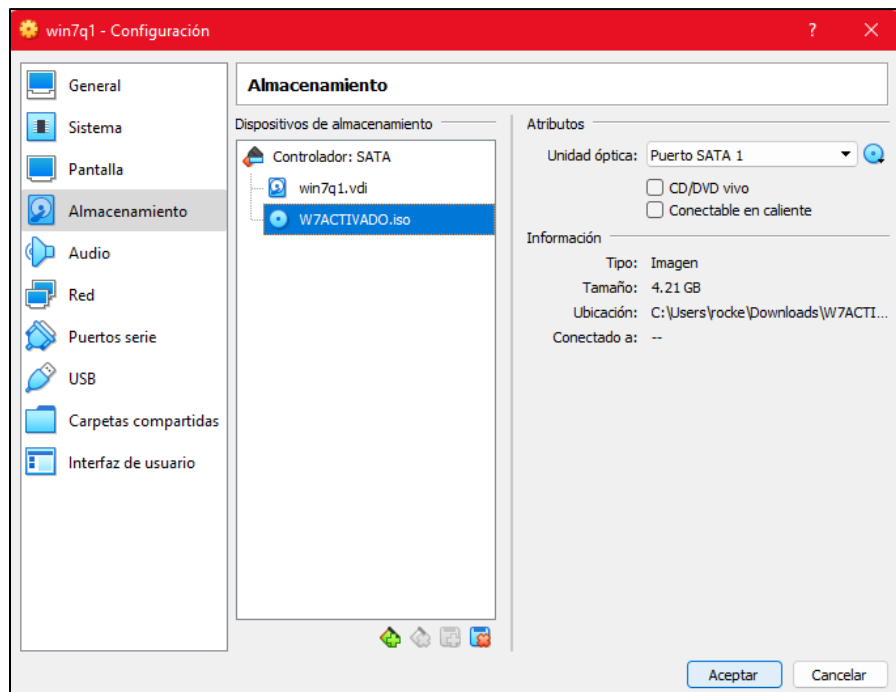 win7q1 - Configuración
?
General
Sistema
Pantalla
Almacenamiento
Audio
Red
Puertos serie
USB
Carpetas compartidas
Interfaz de usuario
Almacenamiento
Dispositivos de almacenamiento
Controlador: SATA
win7q1.vdi
W7ACTIVADO.iso
Atributos
Unidad óptica: Puerto SATA 1
CD/DVD vivo
Conectable en caliente
Información
Tipo: Imagen
Tamaño: 4.21 GB
Ubicación: C:\Users\rocke\Downloads\W7ACTI...
Conectado a: --
Aceptar Cancelar